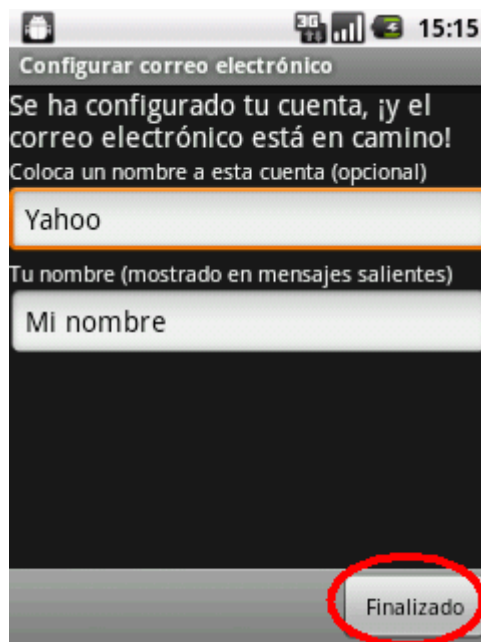 3G 15:15
Configurar correo electrónico
Se ha configurado tu cuenta, ¡y el
correo electrónico está en camino!
Coloca un nombre a esta cuenta (opcional)
Yahoo
Tu nombre (mostrado en mensajes salientes)
Mi nombre
Finalizado